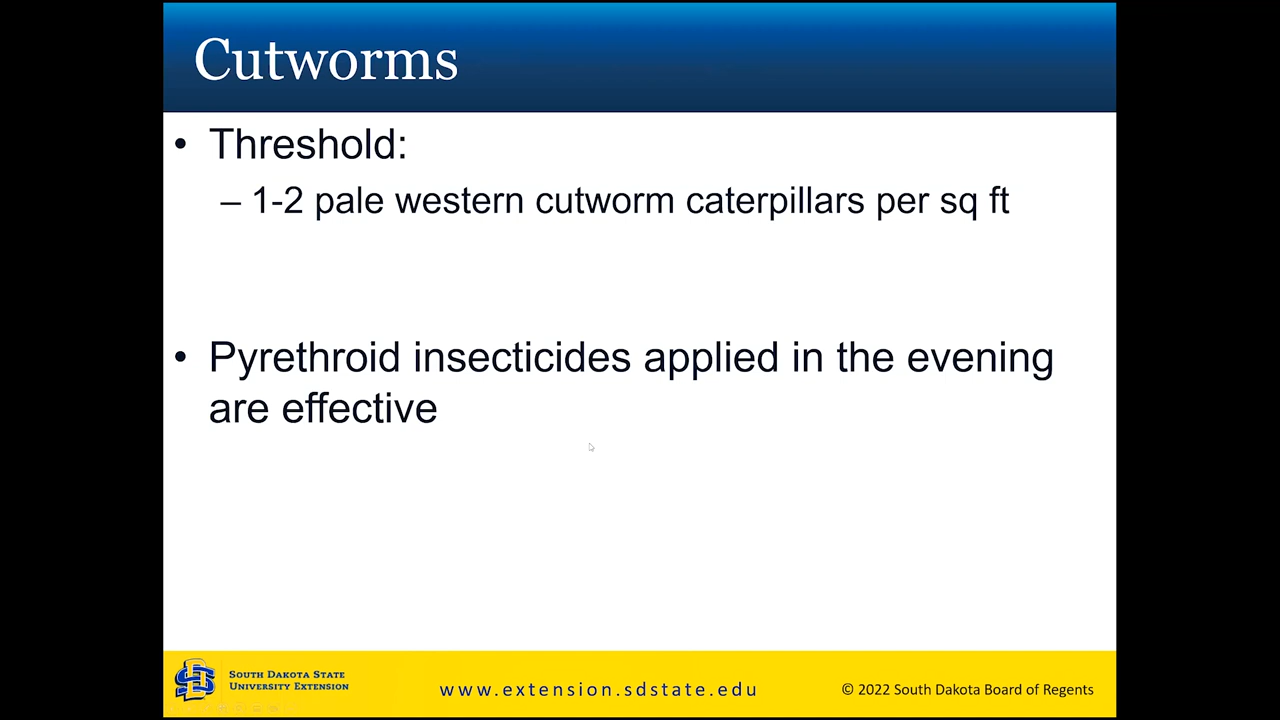 Cutworms
• Threshold:
– 1-2 pale western cutworm caterpillars per sq ft
• Pyrethroid insecticides applied in the evening
are effective
SOUTH DAKOTA STATE
UNIVERSITY EXTENSION
www.extension.sdstate.edu
© 2022 South Dakota Board of Regents